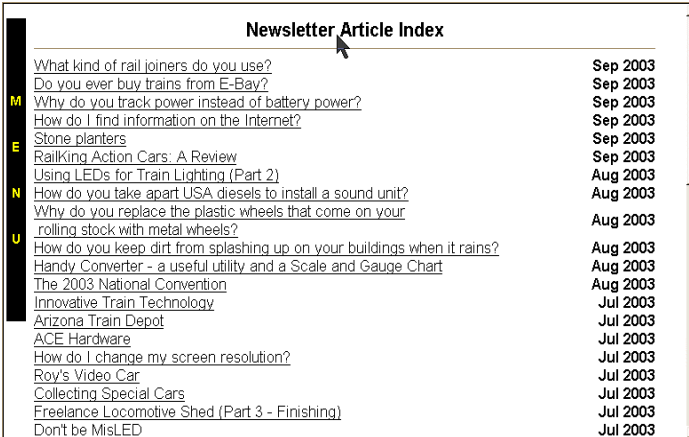 Newsletter Article Index
MENU
What kind of rail joiners do you use? Sep 2003
Do you ever buy trains from E-Bay? Sep 2003
Why do you track power instead of battery power? Sep 2003
How do I find information on the Internet? Sep 2003
Stone planters Sep 2003
RailKing Action Cars: A Review Sep 2003
Using LEDs for Train Lighting (Part 2) Aug 2003
How do you take apart USA diesels to install a sound unit? Aug 2003
Why do you replace the plastic wheels that come on your
rolling stock with metal wheels? Aug 2003
How do you keep dirt from splashing up on your buildings when it rains? Aug 2003
Handy Converter - a useful utility and a Scale and Gauge Chart Aug 2003
The 2003 National Convention Aug 2003
Innovative Train Technology Jul 2003
Arizona Train Depot Jul 2003
ACE Hardware Jul 2003
How do I change my screen resolution? Jul 2003
Roy's Video Car Jul 2003
Collecting Special Cars Jul 2003
Freelance Locomotive Shed (Part 3 - Finishing) Jul 2003
Don't be MisLED Jul 2003